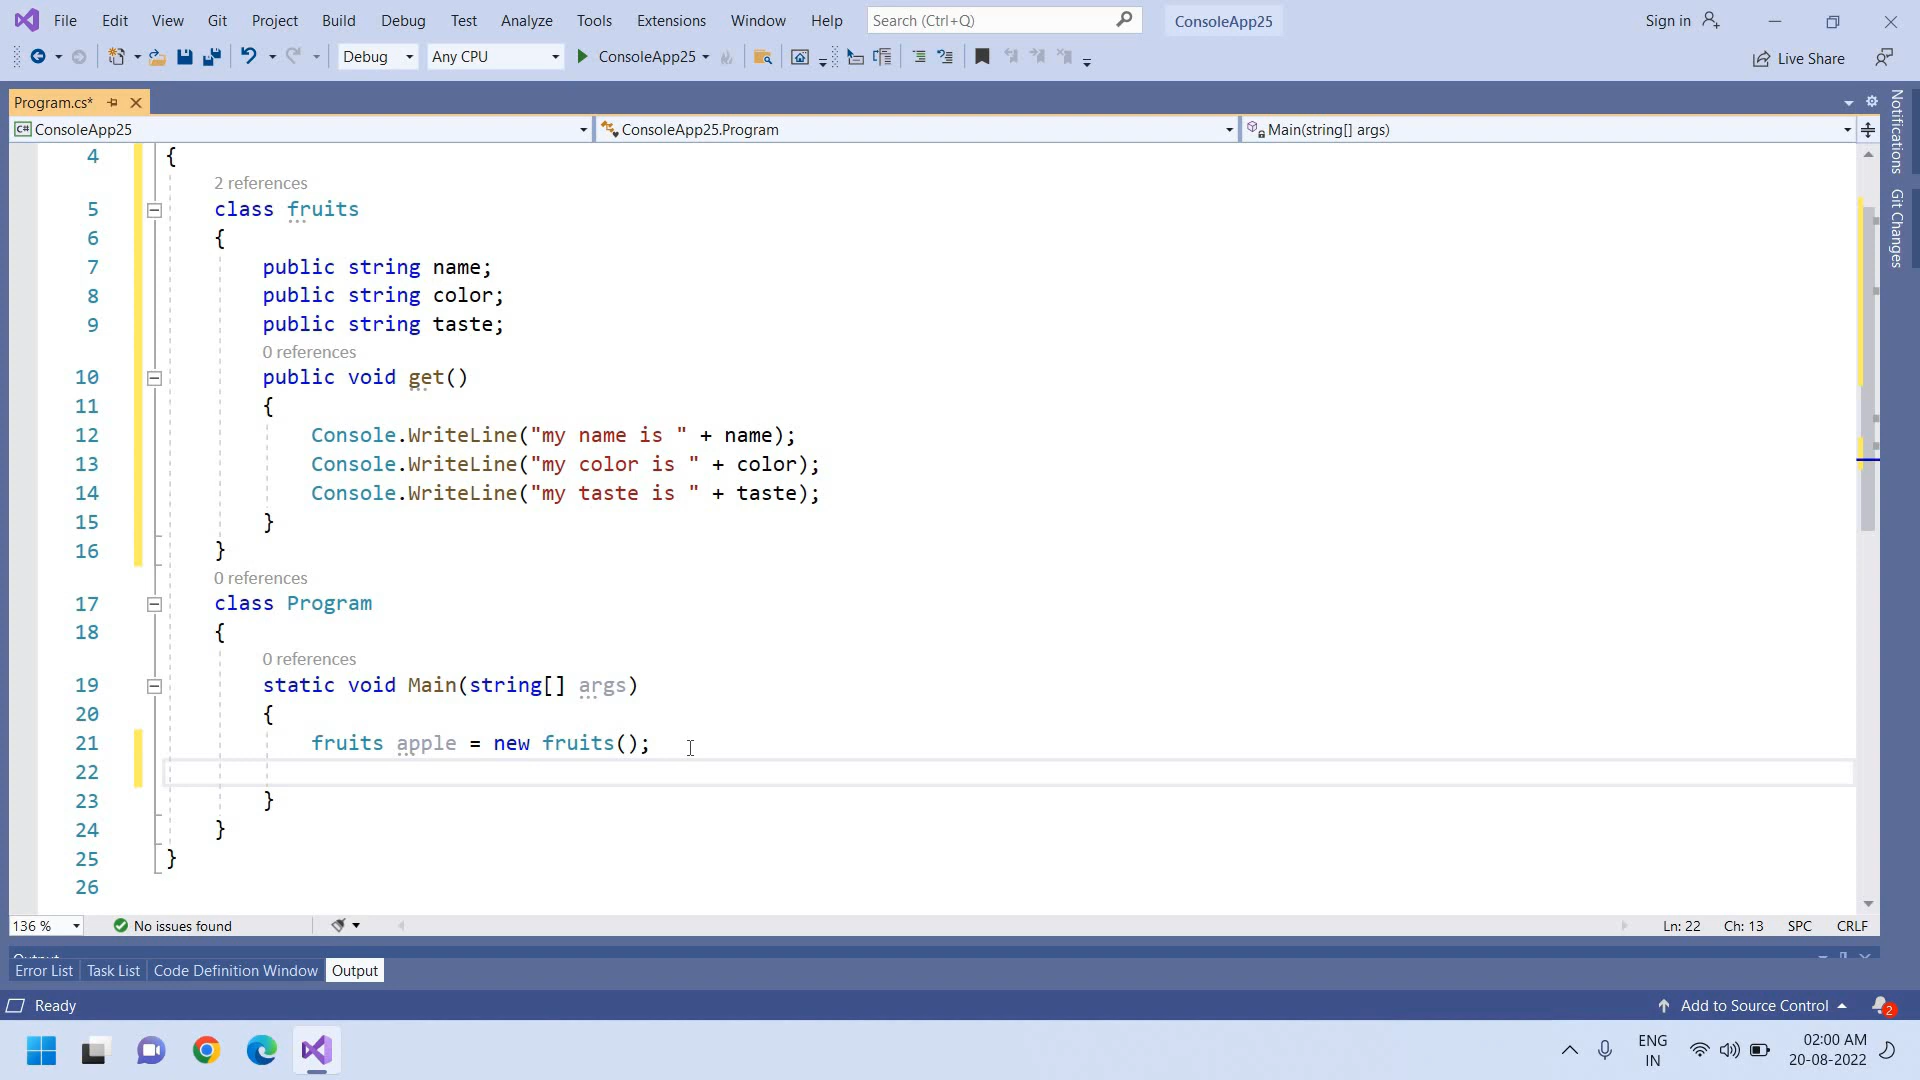 File Edit View Git Project Build Debug Test Analyze Tools Extensions Window Help Search (Ctrl+Q) ConsoleApp25 Sign in
Debug Any CPU ConsoleApp25 Live Share
Program.cs*
C# ConsoleApp25 ConsoleApp25.Program Main(string[] args)
Notifications
Git Changes
4 {
2 references
5 class fruits
6 {
7 public string name;
8 public string color;
9 public string taste;
0 references
10 public void get()
11 {
12 Console.WriteLine("my name is " + name);
13 Console.WriteLine("my color is " + color);
14 Console.WriteLine("my taste is " + taste);
15 }
16 }
0 references
17 class Program
18 {
0 references
19 static void Main(string[] args)
20 {
21 fruits apple = new fruits();
22
23 }
24 }
25 }
26
136 % No issues found Ln: 22 Ch: 13 SPC CRLF
Output
Error List Task List Code Definition Window Output
Ready Add to Source Control 2
ENG
IN
02:00 AM
20-08-2022